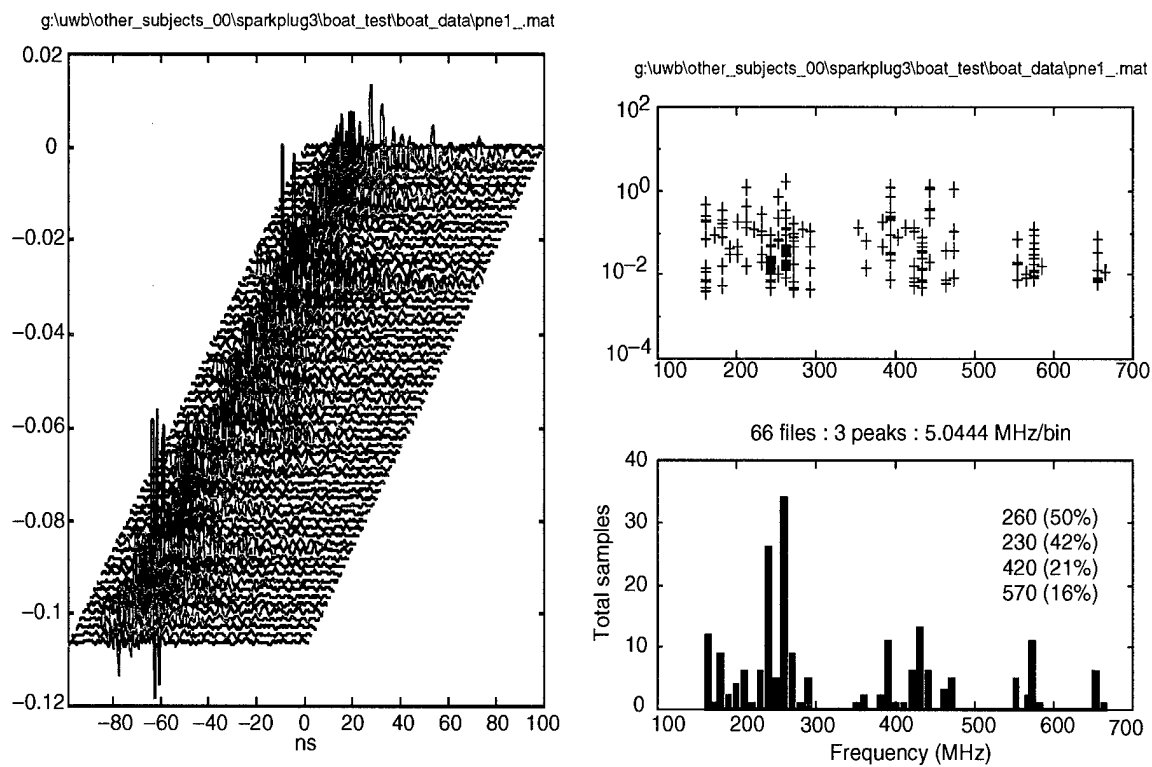 g:\uwb\other_subjects_00\sparkplug3\boat_test\boat_data\pne1_.mat
0.02
0
−0.02
−0.04
−0.06
−0.08
−0.1
−0.12
−80 −60 −40 −20 0 20 40 60 80 100
ns
g:\uwb\other_subjects_00\sparkplug3\boat_test\boat_data\pne1_.mat
10^2
10^0
10^−2
10^−4
100 200 300 400 500 600 700
66 files : 3 peaks : 5.0444 MHz/bin
40
30
20
10
0
Total samples
260 (50%)
230 (42%)
420 (21%)
570 (16%)
100 200 300 400 500 600 700
Frequency (MHz)